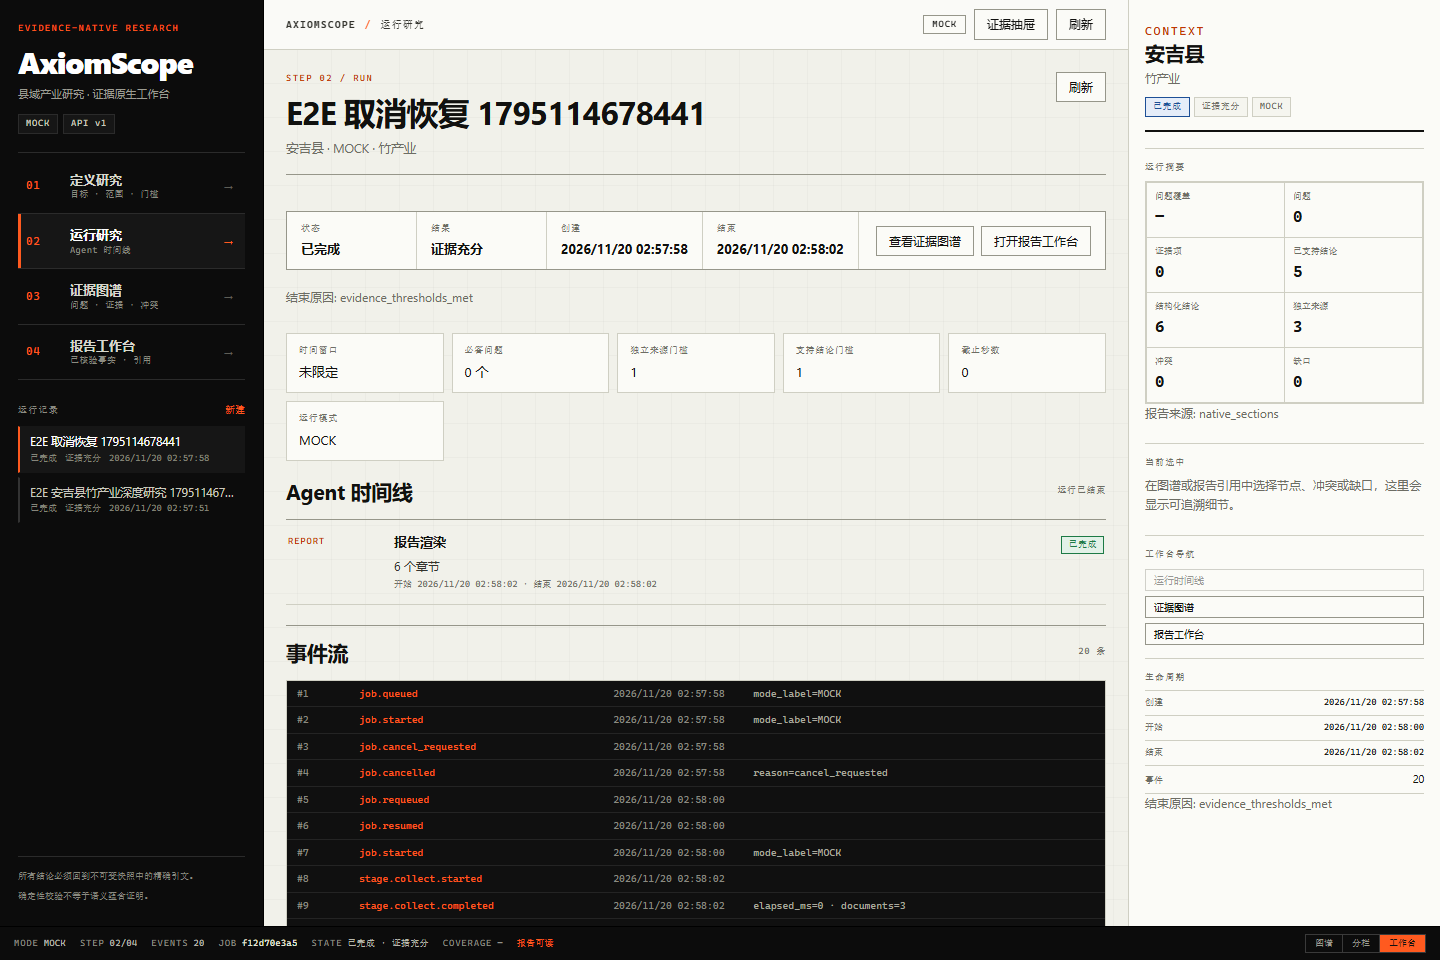 EVIDENCE-NATIVE RESEARCH
AxiomScope
县域产业研究 · 证据原生工作台
MOCK
API v1
01
定义研究
目标 · 范围 · 门槛
→
02
运行研究
Agent 时间线
→
03
证据图谱
问题 · 证据 · 冲突
→
04
报告工作台
已核验事实 · 引用
→
运行记录
新建
E2E 取消恢复 1795114678441
已完成 证据充分 2026/11/20 02:57:58
E2E 安吉县竹产业深度研究 179511467...
已完成 证据充分 2026/11/20 02:57:51
所有结论必须回到不可变快照中的精确引文。
确定性校验不等于语义蕴含证明。
AXIOMSCOPE / 运行研究
MOCK
证据抽屉
刷新
STEP 02 / RUN
E2E 取消恢复 1795114678441
安吉县 · MOCK · 竹产业
刷新
状态
已完成
结果
证据充分
创建
2026/11/20 02:57:58
结束
2026/11/20 02:58:02
查看证据图谱
打开报告工作台
结束原因: evidence_thresholds_met
时间窗口
未限定
必答问题
0 个
独立来源门槛
1
支持结论门槛
1
截止秒数
0
运行模式
MOCK
Agent 时间线
运行已结束
REPORT
报告渲染
6 个章节
开始 2026/11/20 02:58:02 · 结束 2026/11/20 02:58:02
已完成
事件流
20 条
#1 job.queued 2026/11/20 02:57:58 mode_label=MOCK
#2 job.started 2026/11/20 02:57:58 mode_label=MOCK
#3 job.cancel_requested 2026/11/20 02:57:58
#4 job.cancelled 2026/11/20 02:57:58 reason=cancel_requested
#5 job.requeued 2026/11/20 02:58:00
#6 job.resumed 2026/11/20 02:58:00
#7 job.started 2026/11/20 02:58:00 mode_label=MOCK
#8 stage.collect.started 2026/11/20 02:58:02
#9 stage.collect.completed 2026/11/20 02:58:02 elapsed_ms=0 · documents=3
CONTEXT
安吉县
竹产业
已完成
证据充分
MOCK
运行摘要
问题覆盖
—
问题
0
证据项
0
已支持结论
5
结构化结论
6
独立来源
3
冲突
0
缺口
0
报告来源: native_sections
当前选中
在图谱或报告引用中选择节点、冲突或缺口，这里会
显示可追溯细节。
工作台导航
运行时间线
证据图谱
报告工作台
生命周期
创建 2026/11/20 02:57:58
开始 2026/11/20 02:58:00
结束 2026/11/20 02:58:02
事件 20
结束原因: evidence_thresholds_met
MODE MOCK STEP 02/04 EVENTS 20 JOB f12d70e3a5 STATE 已完成 · 证据充分 COVERAGE — 报告可读
图谱 分栏 工作台